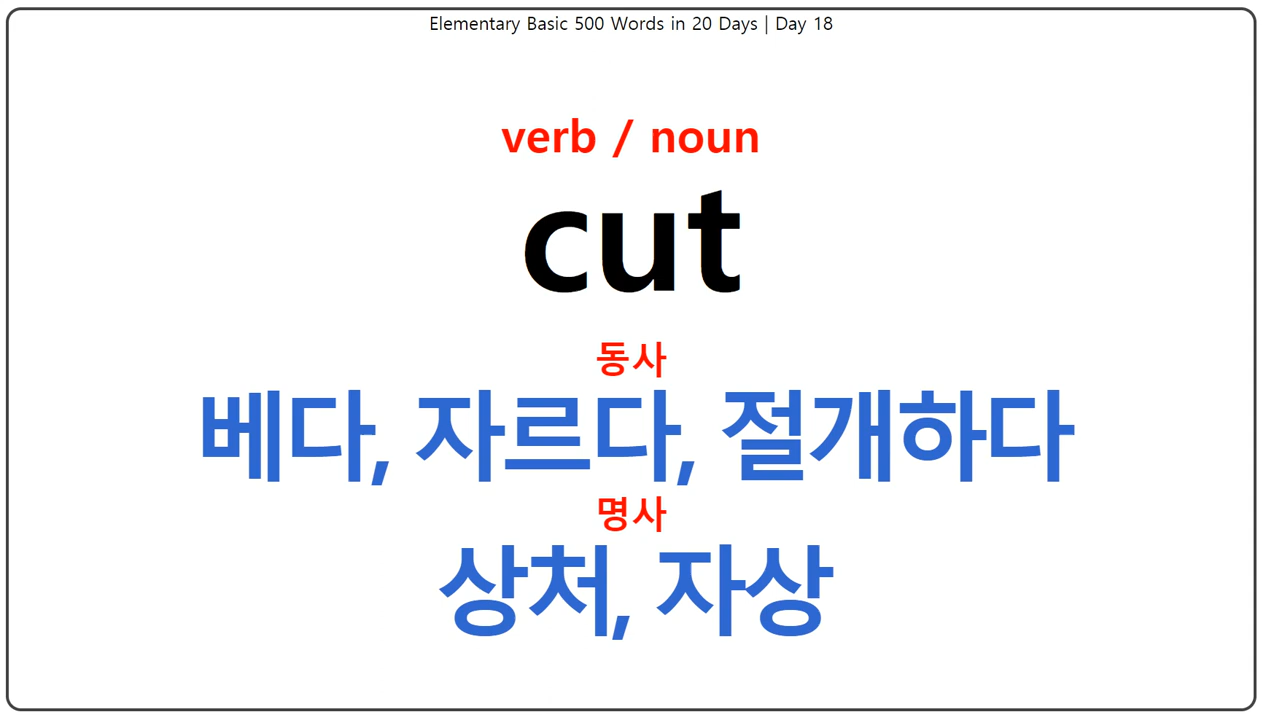 Elementary Basic 500 Words in 20 Days | Day 18
verb / noun
cut
동사
베다, 자르다, 절개하다
명사
상처, 자상